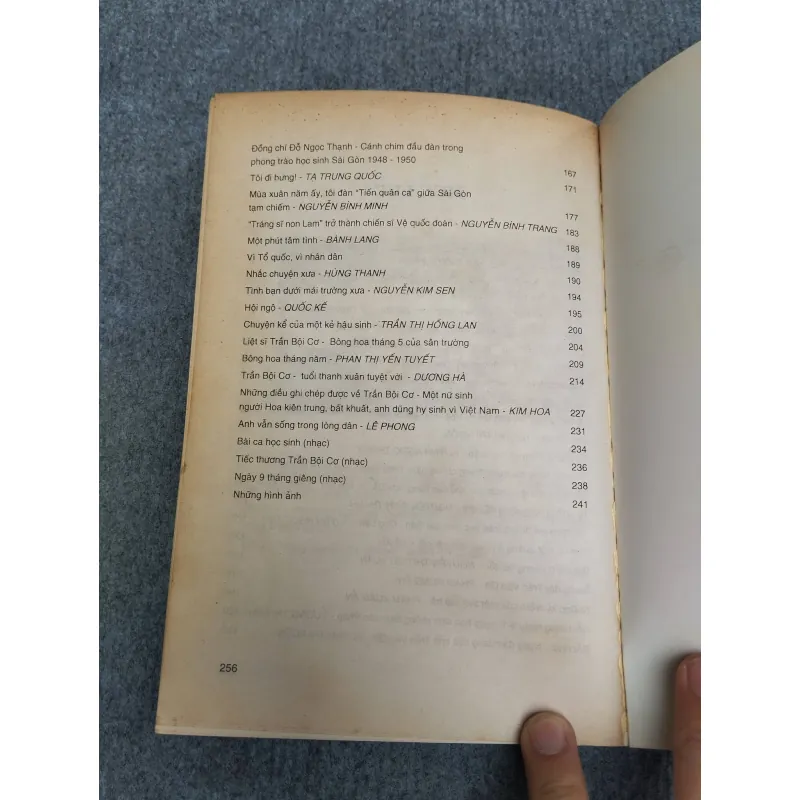 Đồng chí Đỗ Ngọc Thạnh - Cánh chim đầu đàn trong
phong trào học sinh Sài Gòn 1948 - 1950 167
Tôi đi bưng! - TẠ TRUNG QUỐC 171
Mùa xuân năm ấy, tôi đàn "Tiến quân ca" giữa Sài Gòn
tạm chiếm - NGUYỄN BÌNH MINH 177
"Tráng sĩ non Lam" trở thành chiến sĩ Vệ quốc đoàn - NGUYỄN BÌNH TRANG 183
Một phút tâm tình - BÀNH LANG 188
Vì Tổ quốc, vì nhân dân 189
Nhắc chuyện xưa - HÙNG THANH 190
Tình bạn dưới mái trường xưa - NGUYỄN KIM SEN 194
Hội ngộ - QUỐC KẾ 195
Chuyện kể của một kẻ hậu sinh - TRẦN THỊ HỒNG LAN 200
Liệt sĩ Trần Bội Cơ - Bông hoa tháng 5 của sân trường 204
Bông hoa tháng năm - PHAN THỊ YẾN TUYẾT 209
Trần Bội Cơ - tuổi thanh xuân tuyệt vời - DƯƠNG HÀ 214
Những điều ghi chép được về Trần Bội Cơ - Một nữ sinh
người Hoa kiên trung, bất khuất, anh dũng hy sinh vì Việt Nam - KIM HOA 227
Anh vẫn sống trong lòng dân - LÊ PHONG 231
Bài ca học sinh (nhạc) 234
Tiếc thương Trần Bội Cơ (nhạc) 236
Ngày 9 tháng giêng (nhạc) 238
Những hình ảnh 241
256